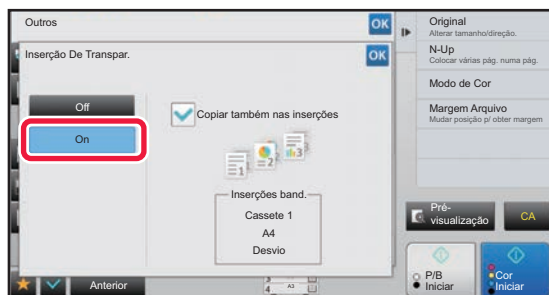 Outros
OK
Inserção De Transpar.
OK
Off
On
Copiar também nas inserções
1
2
3
Inserções band.
Cassete 1
A4
Desvio
Anterior
3
4
A3
Original
Alterar tamanho/direção.
N-Up
Colocar várias pág. numa pág.
Modo de Cor
Margem Arquivo
Mudar posição p/ obter margem
Pré-
visualização
CA
P/B
Iniciar
Cor
Iniciar